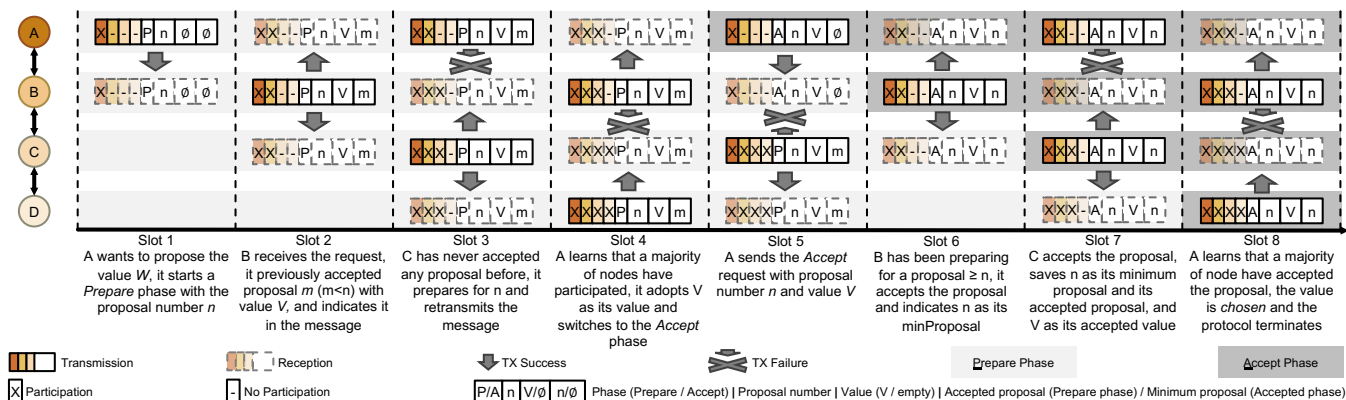 A X - - - P n Ø Ø X X - - P n V m X X - - P n V m X X X - P n V m X - - - A n V Ø X X - - A n V n X X - - A n V n X X X - A n V n
B X - - - P n Ø Ø X X - - P n V m X X X - P n V m X X X - P n V m X - - - A n V Ø X X - - A n V n X X X - A n V n X X X - A n V n
C X X - - P n V m X X X - P n V m X X X X P n V m X X X X P n V m X X - - A n V n X X X - A n V n X X X X A n V n
D X X X - P n V m X X X X P n V m X X X X P n V m X X X - A n V n X X X X A n V n
Slot 1
A wants to propose the
value W, it starts a
Prepare phase with the
proposal number n
Slot 2
B receives the request,
it previously accepted
proposal m (m<n) with
value V, and indicates it
in the message
Slot 3
C has never accepted
any proposal before, it
prepares for n and
retransmits the
message
Slot 4
A learns that a majority
of nodes have
participated, it adopts V
as its value and
switches to the Accept
phase
Slot 5
A sends the Accept
request with proposal
number n and value V
Slot 6
B has been preparing
for a proposal ≥ n, it
accepts the proposal
and indicates n as its
minProposal
Slot 7
C accepts the proposal,
saves n as its minimum
proposal and its
accepted proposal, and
V as its accepted value
Slot 8
A learns that a majority
of node have accepted
the proposal, the value
is chosen and the
protocol terminates
Transmission Reception TX Success TX Failure Prepare Phase Accept Phase
X Participation - No Participation P/A n V/Ø n/Ø Phase (Prepare / Accept) | Proposal number | Value (V / empty) | Accepted proposal (Prepare phase) / Minimum proposal (Accepted phase)